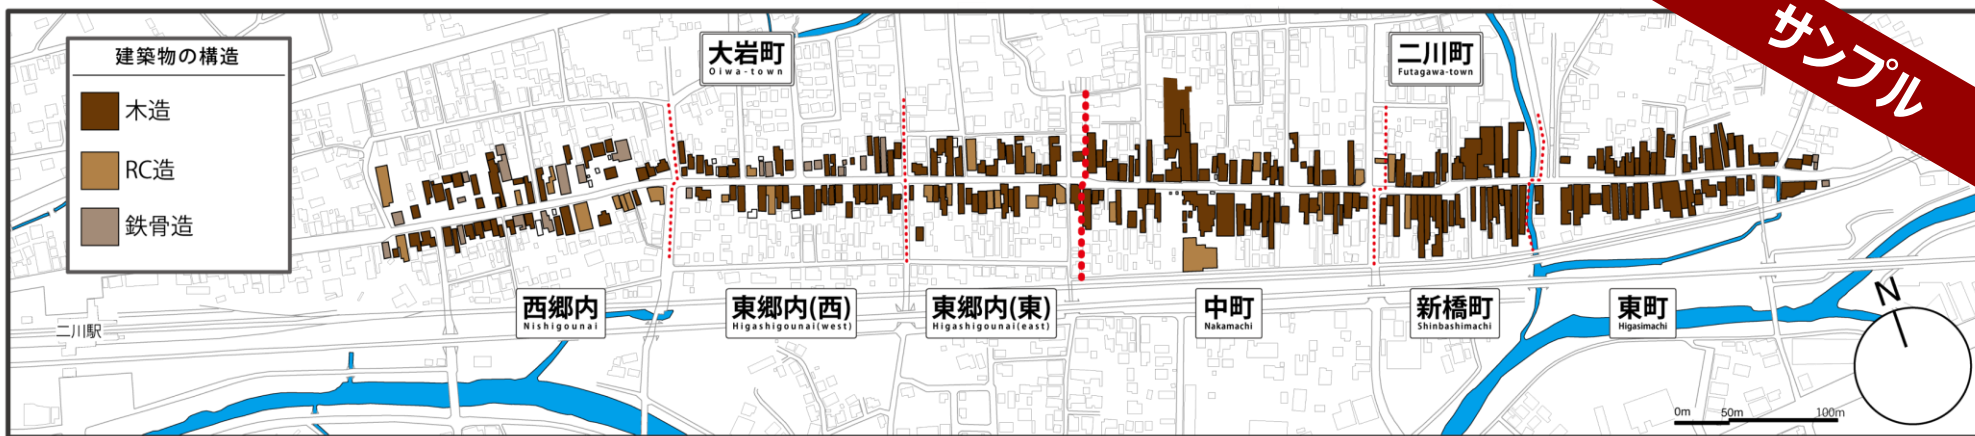 サンプル
建築物の構造
木造
RC造
鉄骨造
大岩町
Oiwa-town
二川町
Futagawa-town
西郷内
Nishigounai
東郷内(西)
Higashigounai(west)
東郷内(東)
Higashigounai(east)
中町
Nakamachi
新橋町
Shinbashimachi
東町
Higasimachi
二川駅
N
0m 50m 100m